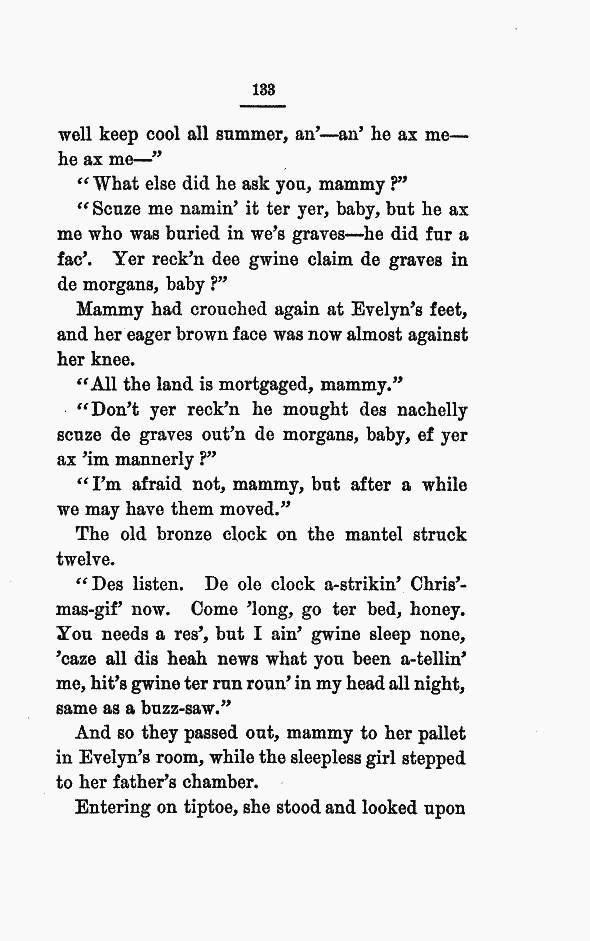 133
well keep cool all summer, an’—an’ he ax me—
he ax me—”
“What else did he ask you, mammy?”
“Scuze me namin’ it ter yer, baby, but he ax
me who was buried in we’s graves—he did fur a
fac’. Yer reck’n dee gwine claim de graves in
de morgans, baby?”
Mammy had crouched again at Evelyn’s feet,
and her eager brown face was now almost against
her knee.
“All the land is mortgaged, mammy.”
“Don’t yer reck’n he mought des nachelly
scuze de graves out’n de morgans, baby, ef yer
ax ’im mannerly?”
“I’m afraid not, mammy, but after a while
we may have them moved.”
The old bronze clock on the mantel struck
twelve.
“Des listen. De ole clock a-strikin’ Chris’-
mas-gif’ now. Come ’long, go ter bed, honey.
You needs a res’, but I ain’ gwine sleep none,
’caze all dis heah news what you been a-tellin’
me, hit’s gwine ter run roun’ in my head all night,
same as a buzz-saw.”
And so they passed out, mammy to her pallet
in Evelyn’s room, while the sleepless girl stepped
to her father’s chamber.
Entering on tiptoe, she stood and looked upon